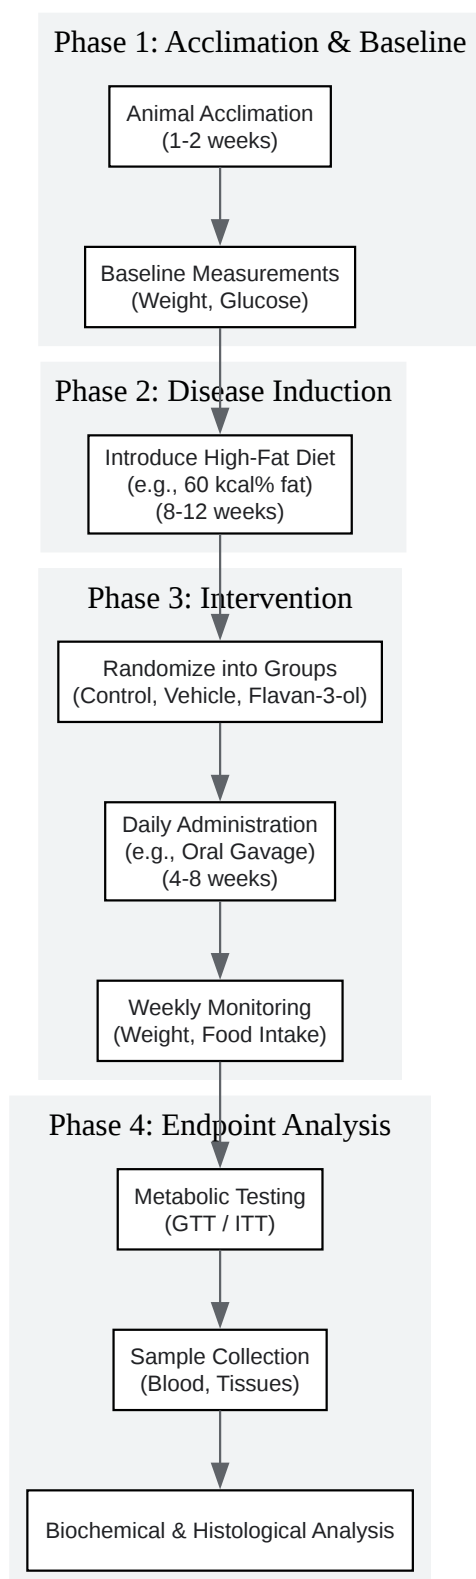 Phase 1: Acclimation & Baseline
Animal Acclimation
(1-2 weeks)
Baseline Measurements
(Weight, Glucose)
Phase 2: Disease Induction
Introduce High-Fat Diet
(e.g., 60 kcal% fat)
(8-12 weeks)
Phase 3: Intervention
Randomize into Groups
(Control, Vehicle, Flavan-3-ol)
Daily Administration
(e.g., Oral Gavage)
(4-8 weeks)
Weekly Monitoring
(Weight, Food Intake)
Phase 4: Endpoint Analysis
Metabolic Testing
(GTT / ITT)
Sample Collection
(Blood, Tissues)
Biochemical & Histological Analysis